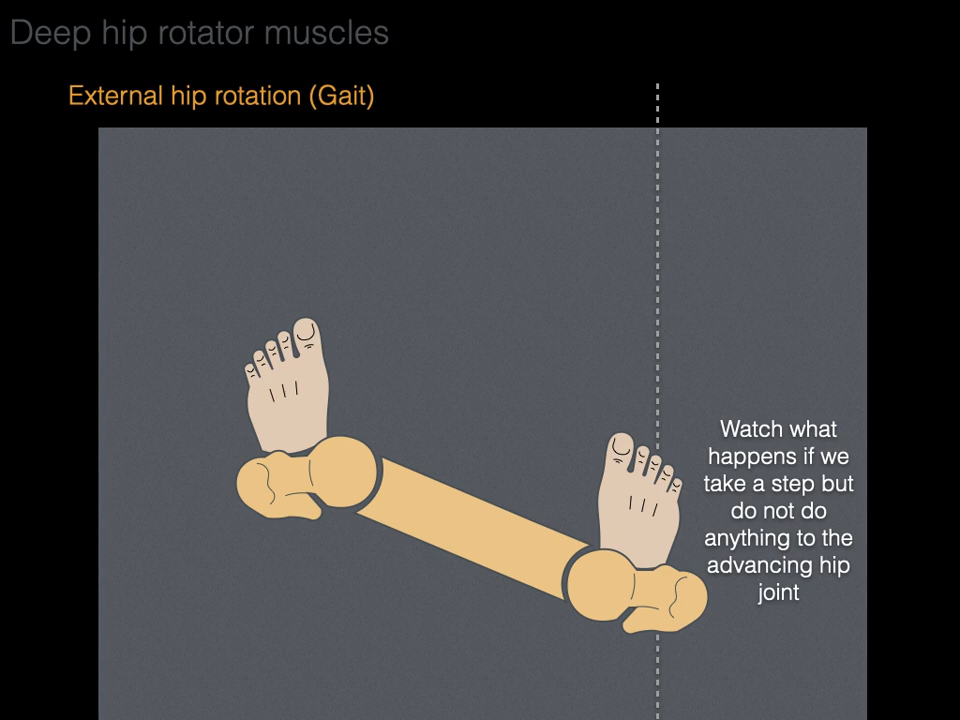 Deep hip rotator muscles
External hip rotation (Gait)
Watch what
happens if we
take a step but
do not do
anything to the
advancing hip
joint